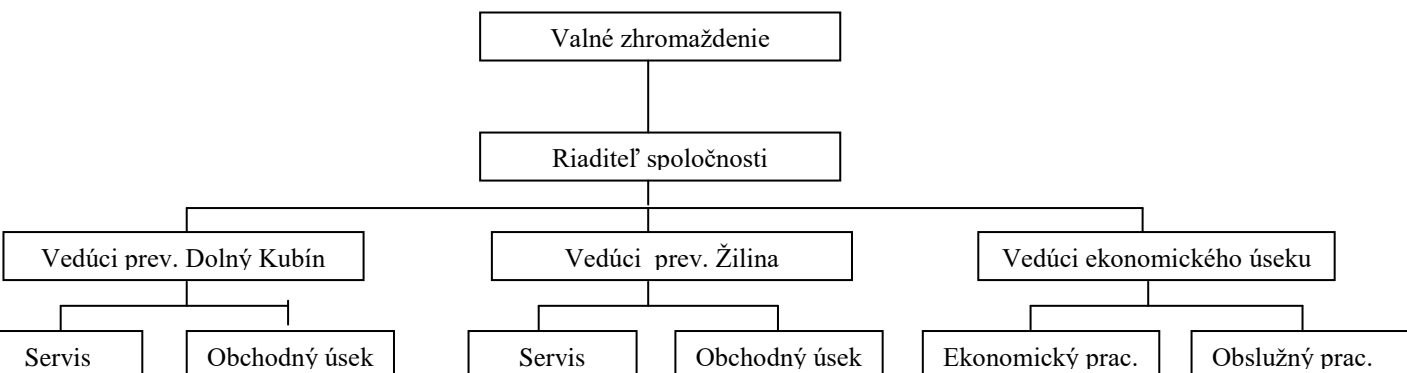 Valné zhromaždenie
Riaditeľ spoločnosti
Vedúci prev. Dolný Kubín
Vedúci prev. Žilina
Vedúci ekonomického úseku
Servis
Obchodný úsek
Servis
Obchodný úsek
Ekonomický prac.
Obslužný prac.